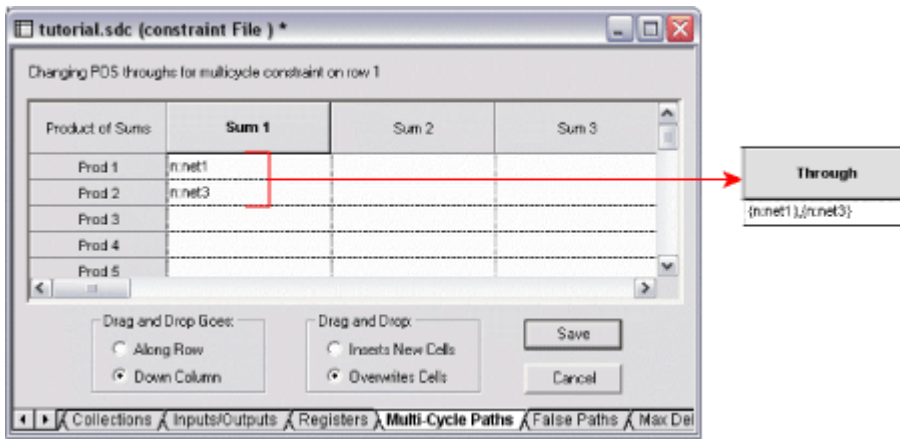 tutorial.sdc (constraint File ) *
Changing POS throughs for multicycle constraint on row 1
Product of Sums Sum 1 Sum 2 Sum 3
Prod 1 n:net1
Prod 2 n:net3
Prod 3
Prod 4
Prod 5
Through
{n:net1},{n:net3}
Drag and Drop Goes:
Along Row
Down Column
Drag and Drop:
Inserts New Cells
Overwrites Cells
Save
Cancel
Collections Inputs/Outputs Registers Multi-Cycle Paths False Paths Max Del